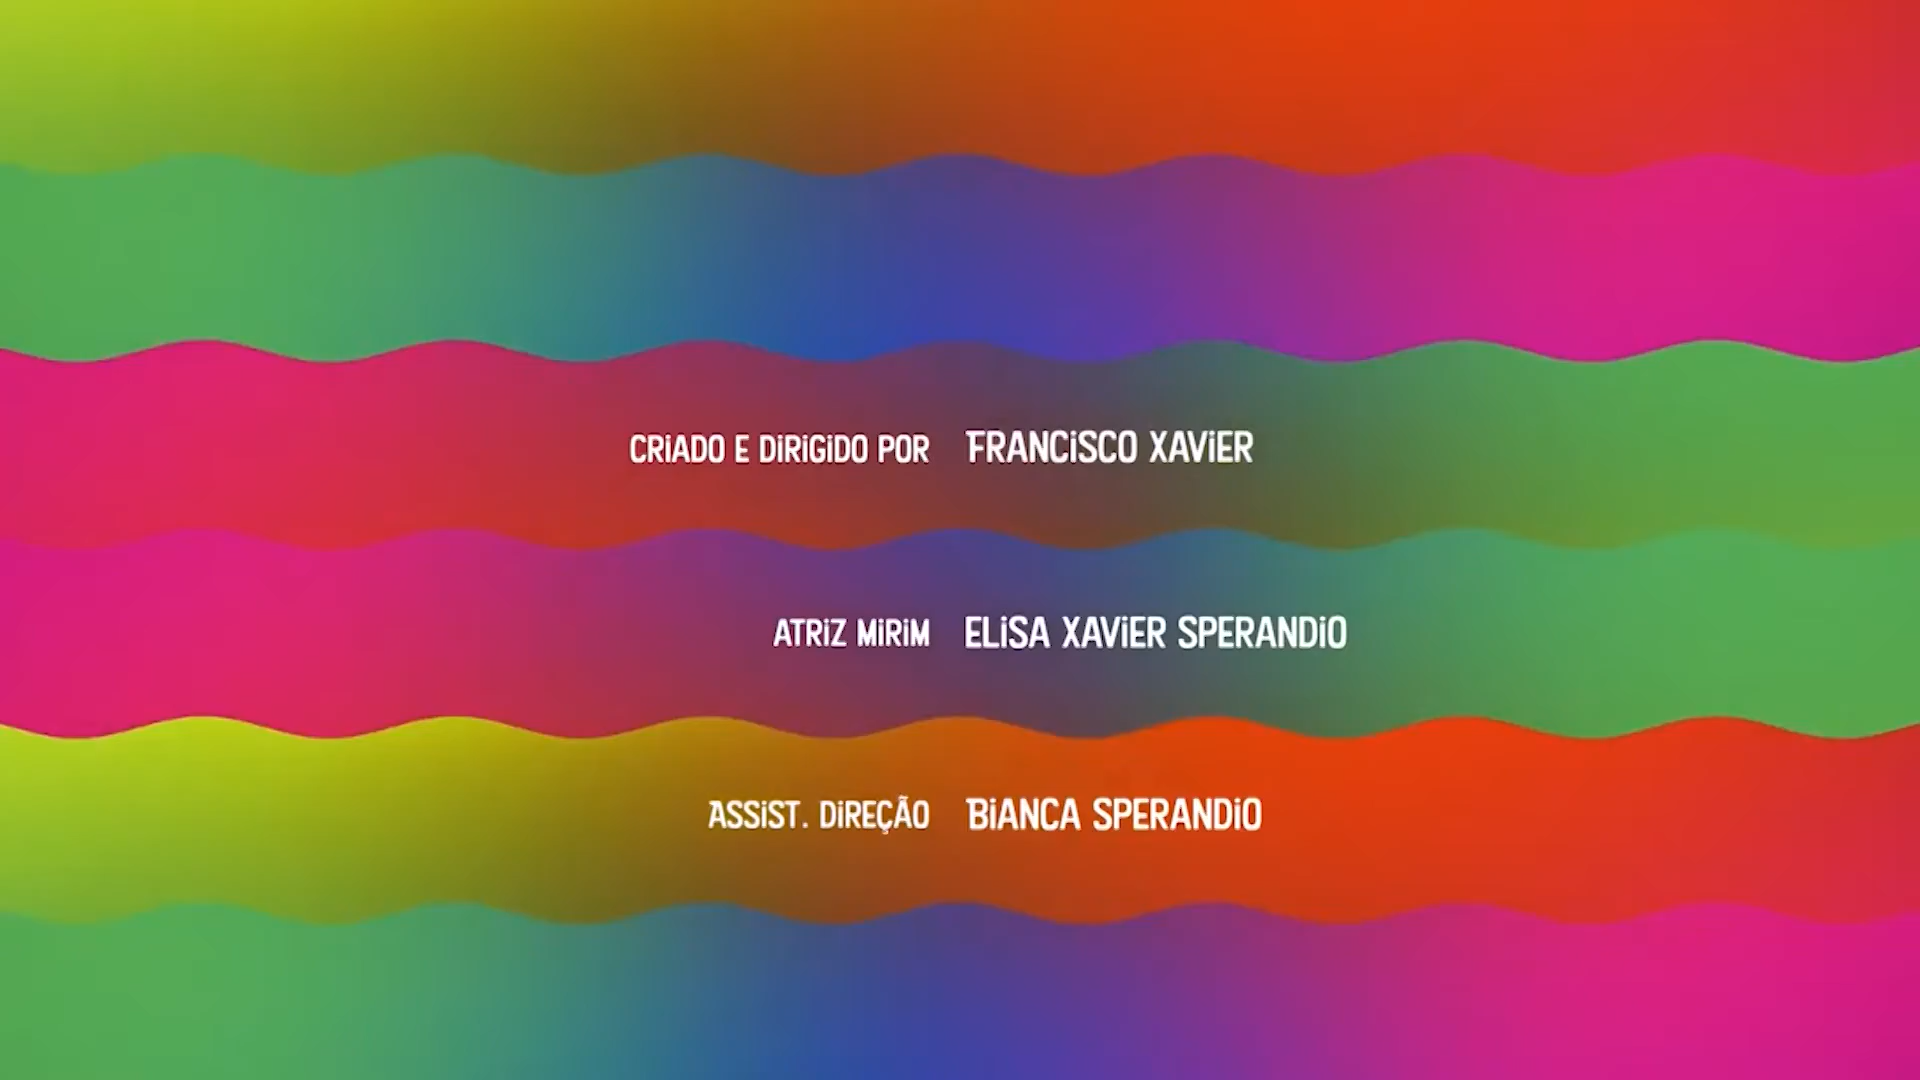 CRIADO E DIRIGIDO POR FRANCISCO XAVIER
ATRIZ MIRIM ELISA XAVIER SPERANDIO
ASSIST. DIREÇÃO BIANCA SPERANDIO